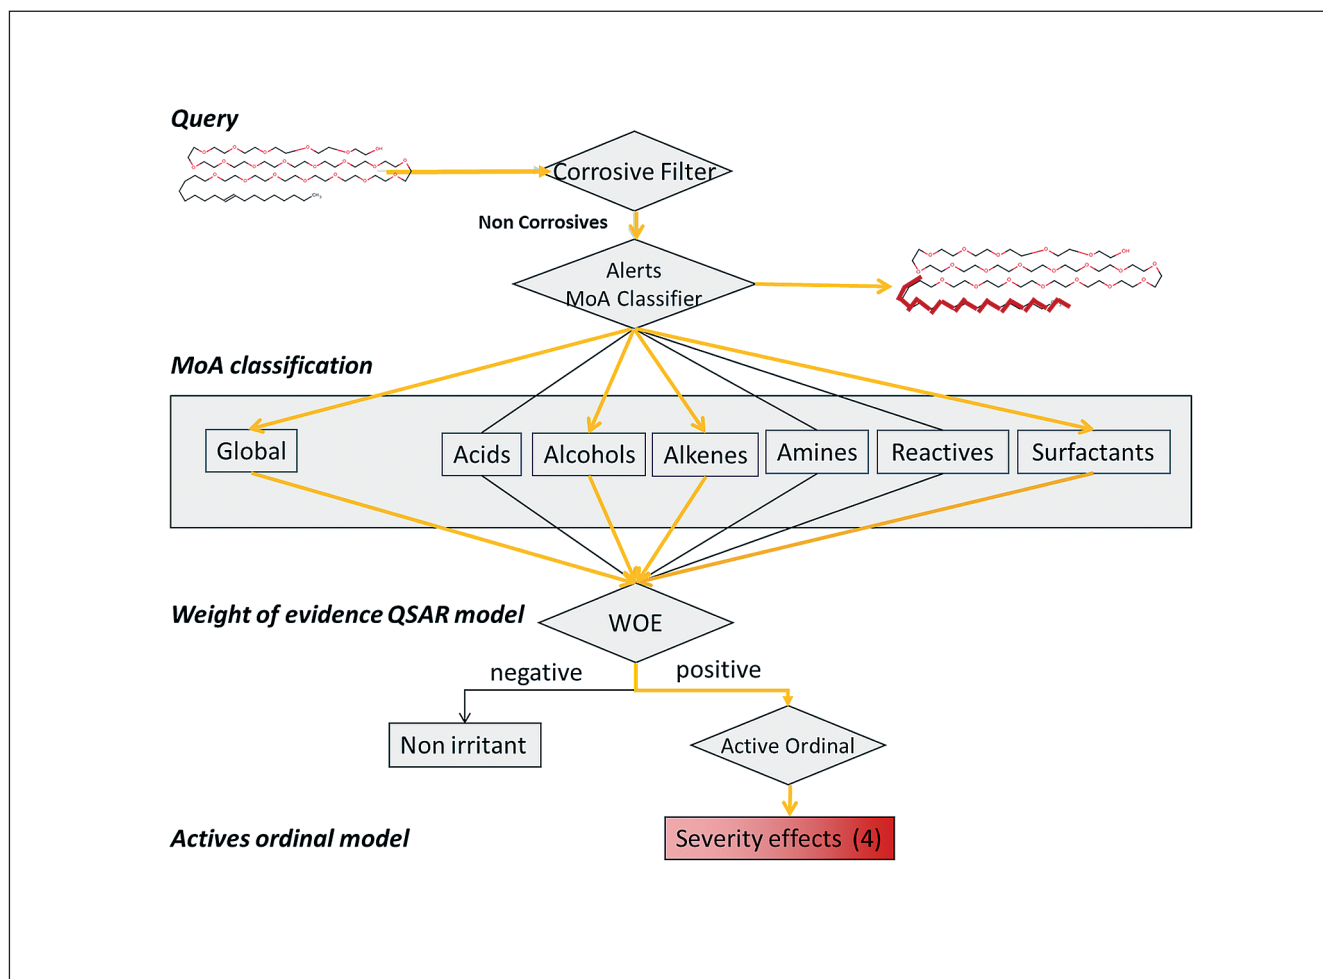 Query
Corrosive Filter
Non Corrosives
Alerts
MoA Classifier
MoA classification
Global
Acids
Alcohols
Alkenes
Amines
Reactives
Surfactants
Weight of evidence QSAR model
WOE
negative
positive
Non irritant
Active Ordinal
Actives ordinal model
Severity effects (4)